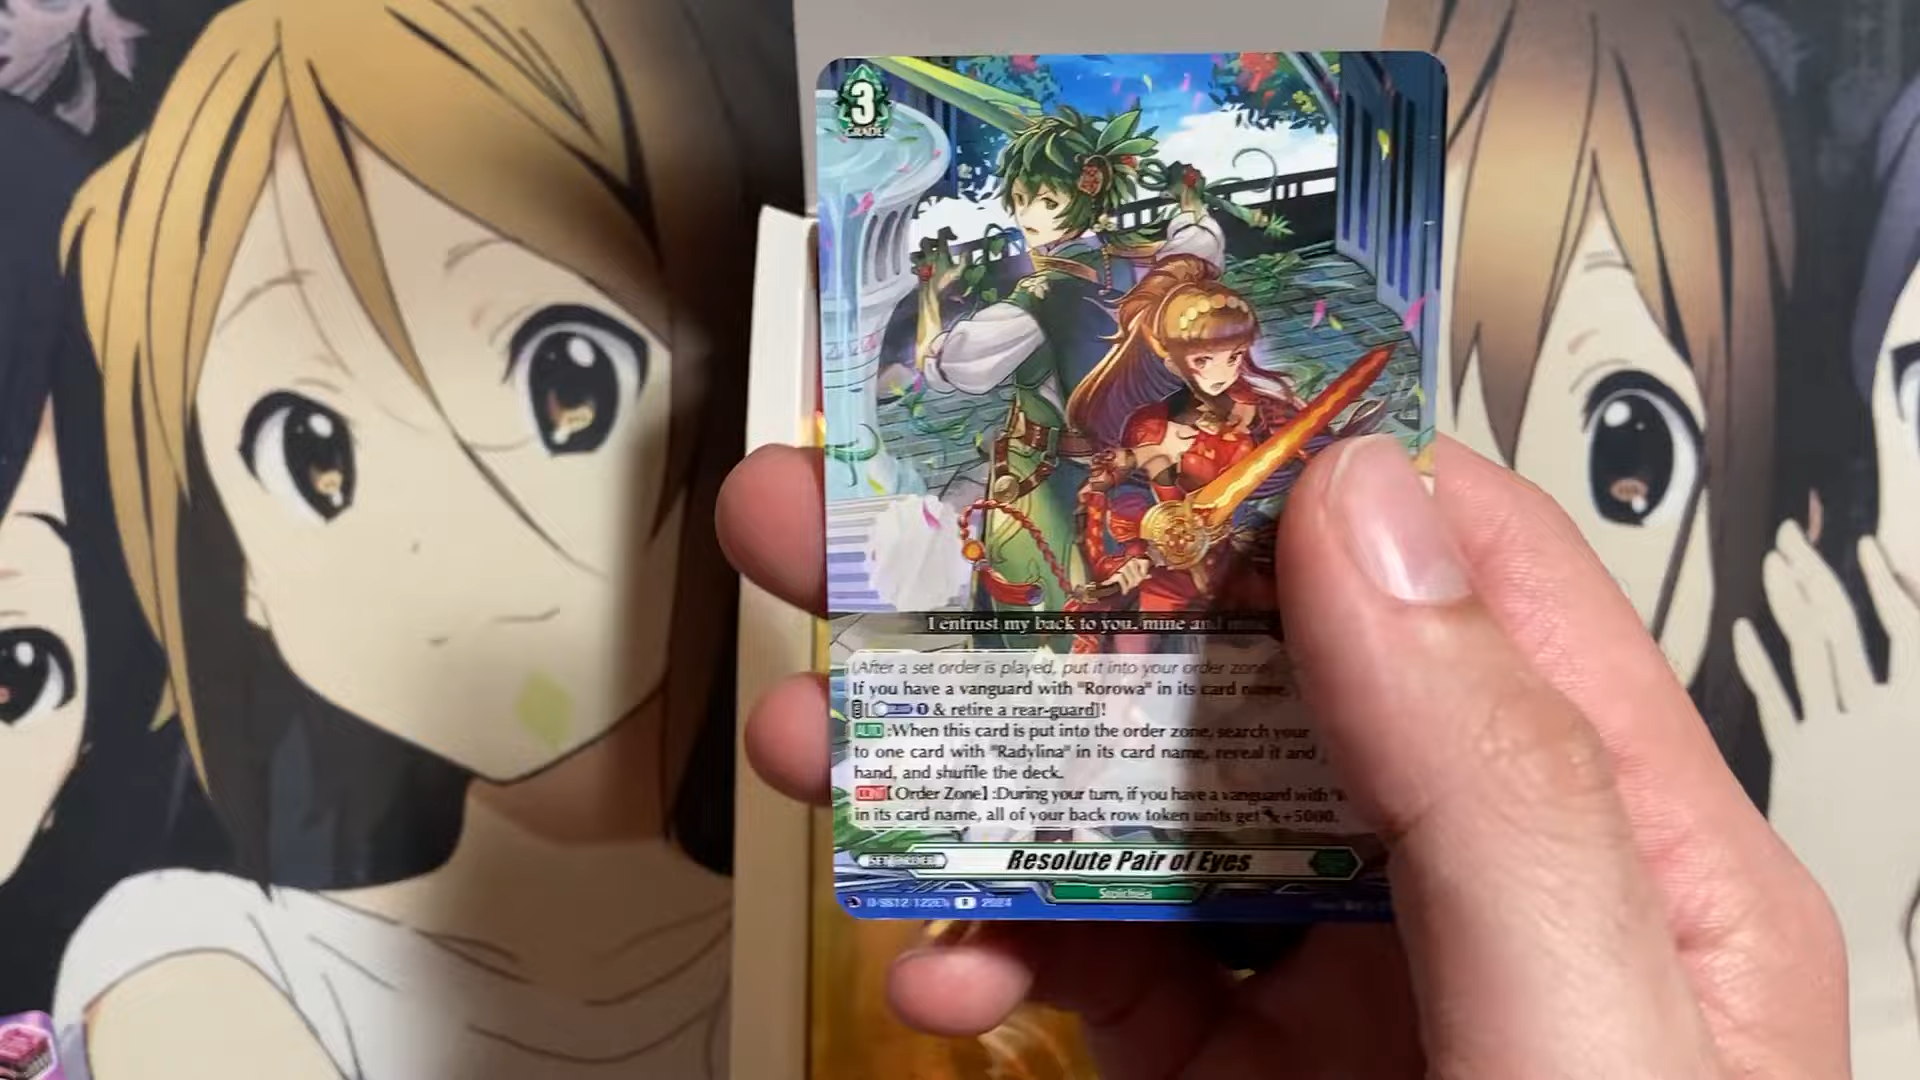 3
GRADE
I entrust my back to you, mine and mine
(After a set order is played, put it into your order zone)
If you have a vanguard with "Rorowa" in its card name,
1 & retire a rear-guard]!
AUTO :When this card is put into the order zone, search your
to one card with "Radylina" in its card name, reveal it and
hand, and shuffle the deck.
CONT【Order Zone】:During your turn, if you have a vanguard with "
in its card name, all of your back row token units get +5000.
SET ORDER
Resolute Pair of Eyes
Stoicheia
D-SS12/122EN R 2024